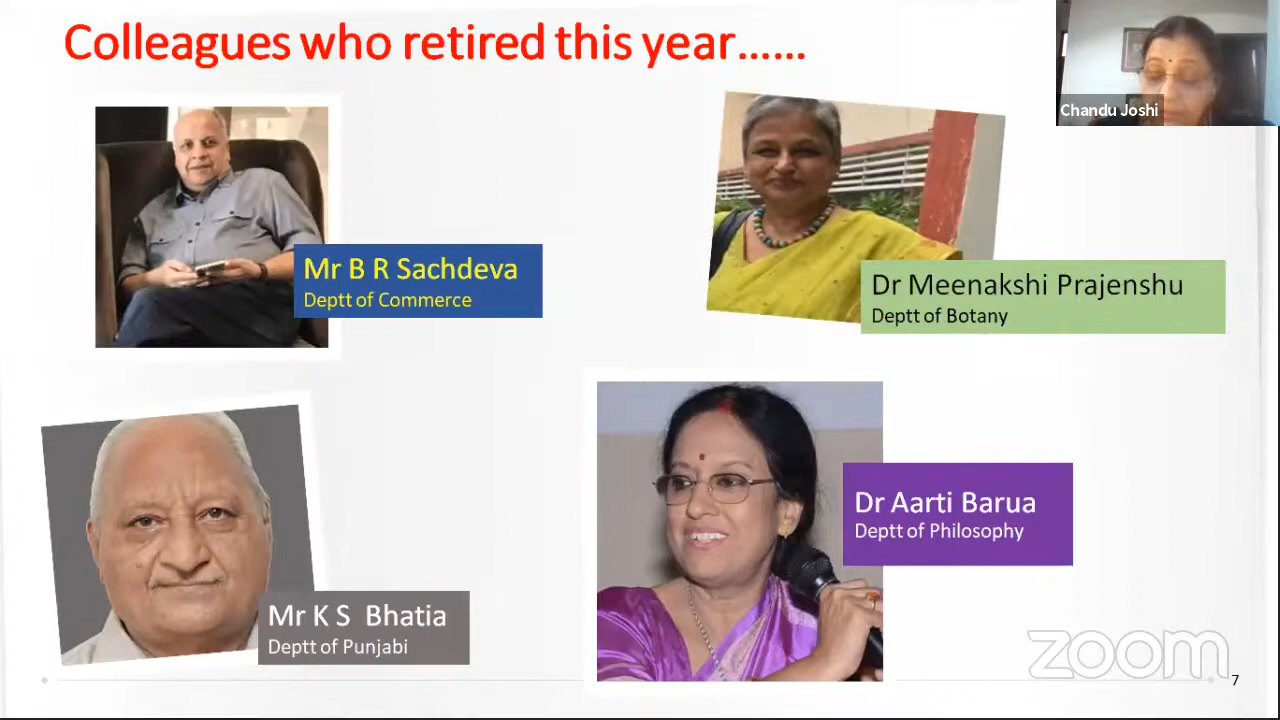 Colleagues who retired this year……
Chandu Joshi
Mr B R Sachdeva
Deptt of Commerce
Dr Meenakshi Prajenshu
Deptt of Botany
Mr K S Bhatia
Deptt of Punjabi
Dr Aarti Barua
Deptt of Philosophy
zoom
7